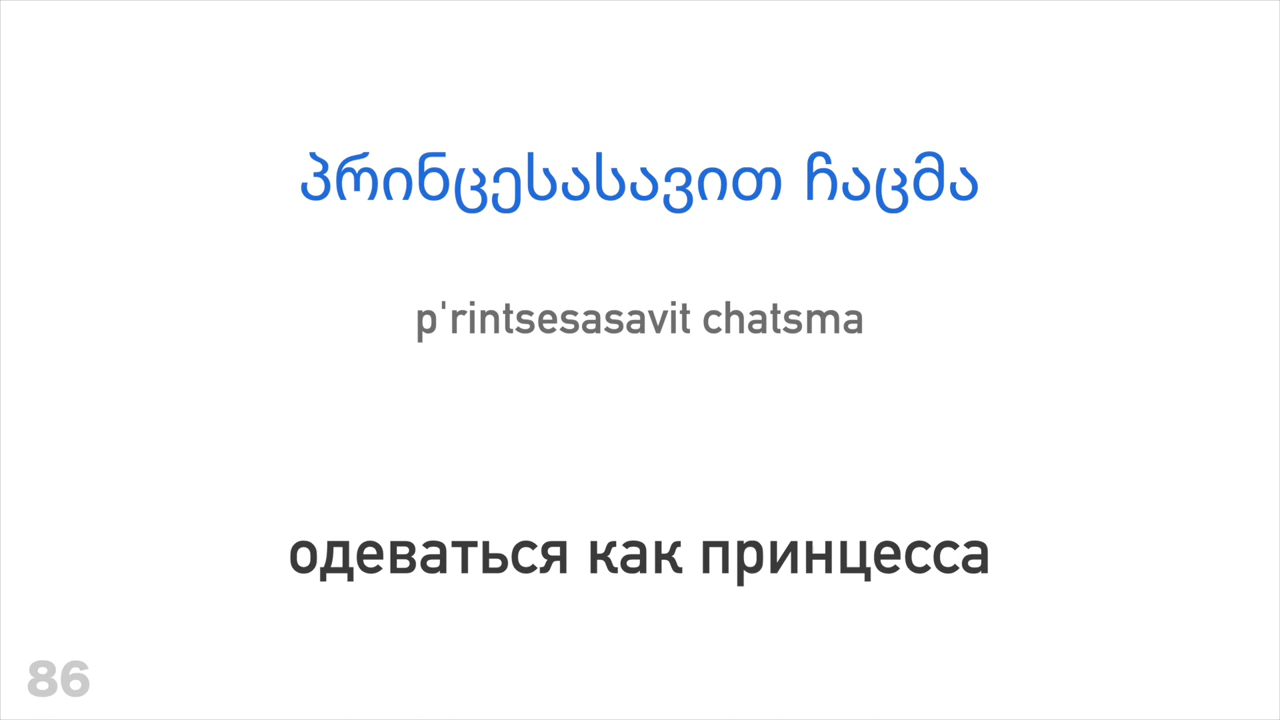 პრინცესასავით ჩაცმა
p'rintsesasavit chatsma
одеваться как принцесса
86